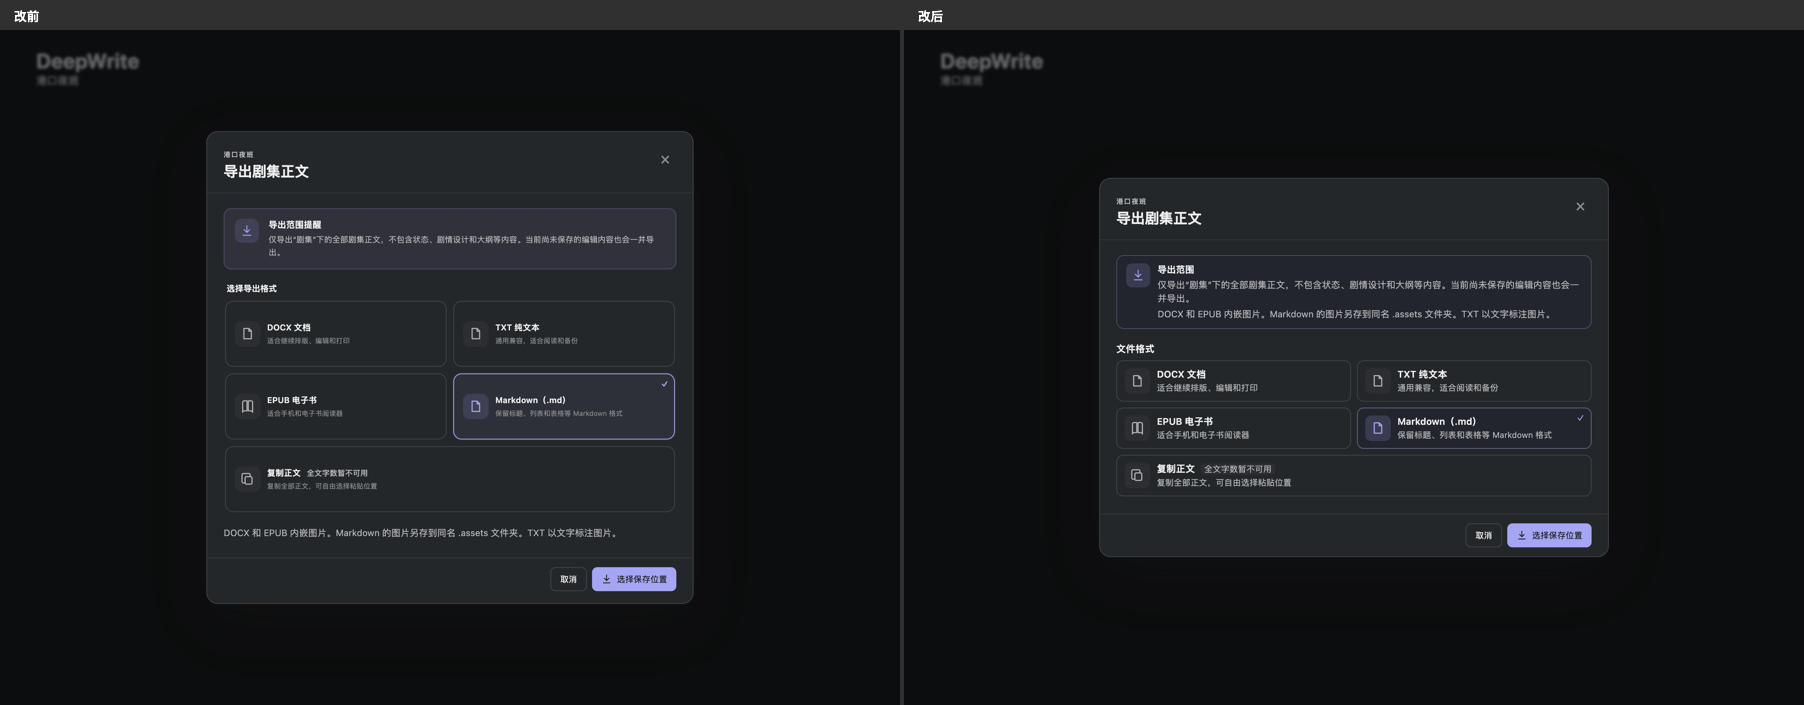 改前
DeepWrite
港口夜班
港口夜班
导出剧集正文
导出范围提醒
仅导出“剧集”下的全部剧集正文，不包含状态、剧情设计和大纲等内容。当前尚未保存的编辑内容也会一并导
出。
选择导出格式
DOCX 文档
适合继续排版、编辑和打印
TXT 纯文本
通用兼容，适合阅读和备份
EPUB 电子书
适合手机和电子书阅读器
Markdown（.md）
保留标题、列表和表格等 Markdown 格式
复制正文 全文字数暂不可用
复制全部正文，可自由选择粘贴位置
DOCX 和 EPUB 内嵌图片。Markdown 的图片另存到同名 .assets 文件夹。TXT 以文字标注图片。
取消
选择保存位置
改后
DeepWrite
港口夜班
港口夜班
导出剧集正文
导出范围
仅导出“剧集”下的全部剧集正文，不包含状态、剧情设计和大纲等内容。当前尚未保存的编辑内容也会一
并导出。
DOCX 和 EPUB 内嵌图片。Markdown 的图片另存到同名 .assets 文件夹。TXT 以文字标注图片。
文件格式
DOCX 文档
适合继续排版、编辑和打印
TXT 纯文本
通用兼容，适合阅读和备份
EPUB 电子书
适合手机和电子书阅读器
Markdown（.md）
保留标题、列表和表格等 Markdown 格式
复制正文 全文字数暂不可用
复制全部正文，可自由选择粘贴位置
取消
选择保存位置